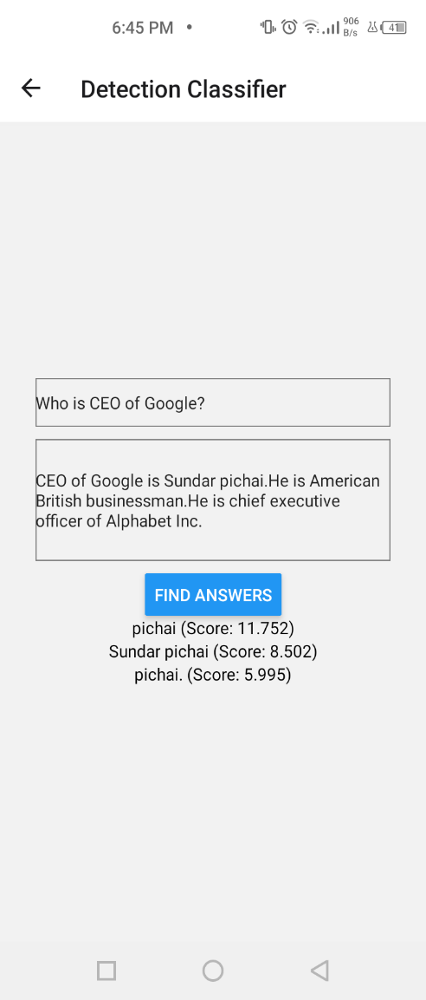 6:45 PM •
906
B/s
41
Detection Classifier
Who is CEO of Google?
CEO of Google is Sundar pichai.He is American
British businessman.He is chief executive
officer of Alphabet Inc.
FIND ANSWERS
pichai (Score: 11.752)
Sundar pichai (Score: 8.502)
pichai. (Score: 5.995)